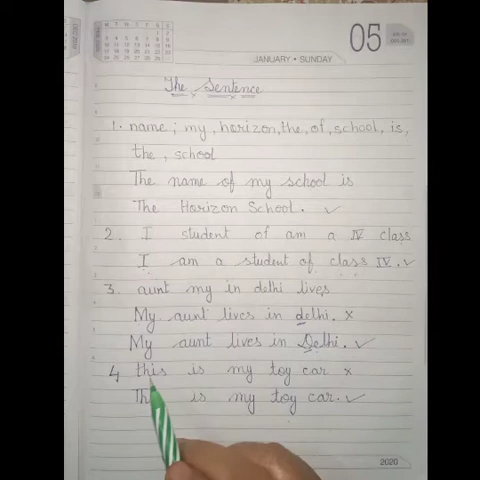 05
JANUARY • SUNDAY
The Sentence
1. name; my, horizon, the, of, school, is,
the, school
The name of my school is
The Horizon School. ✓
2. I student of am a IV class
I am a student of class IV. ✓
3. aunt my in delhi lives
My aunt lives in delhi. ×
My aunt lives in Delhi. ✓
4 this is my toy car ×
Th is my toy car. ✓
2020